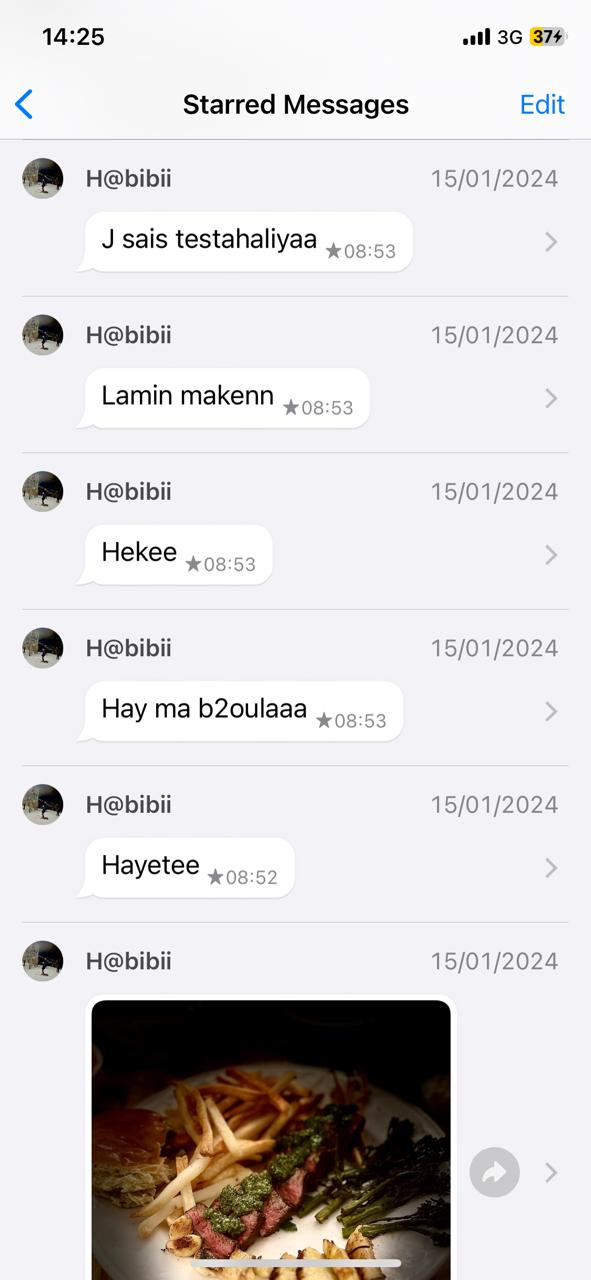 14:25
3G 37
Starred Messages
Edit
H@bibii 15/01/2024
J sais testahaliyaa ★08:53
H@bibii 15/01/2024
Lamin makenn ★08:53
H@bibii 15/01/2024
Hekee ★08:53
H@bibii 15/01/2024
Hay ma b2oulaaa ★08:53
H@bibii 15/01/2024
Hayetee ★08:52
H@bibii 15/01/2024